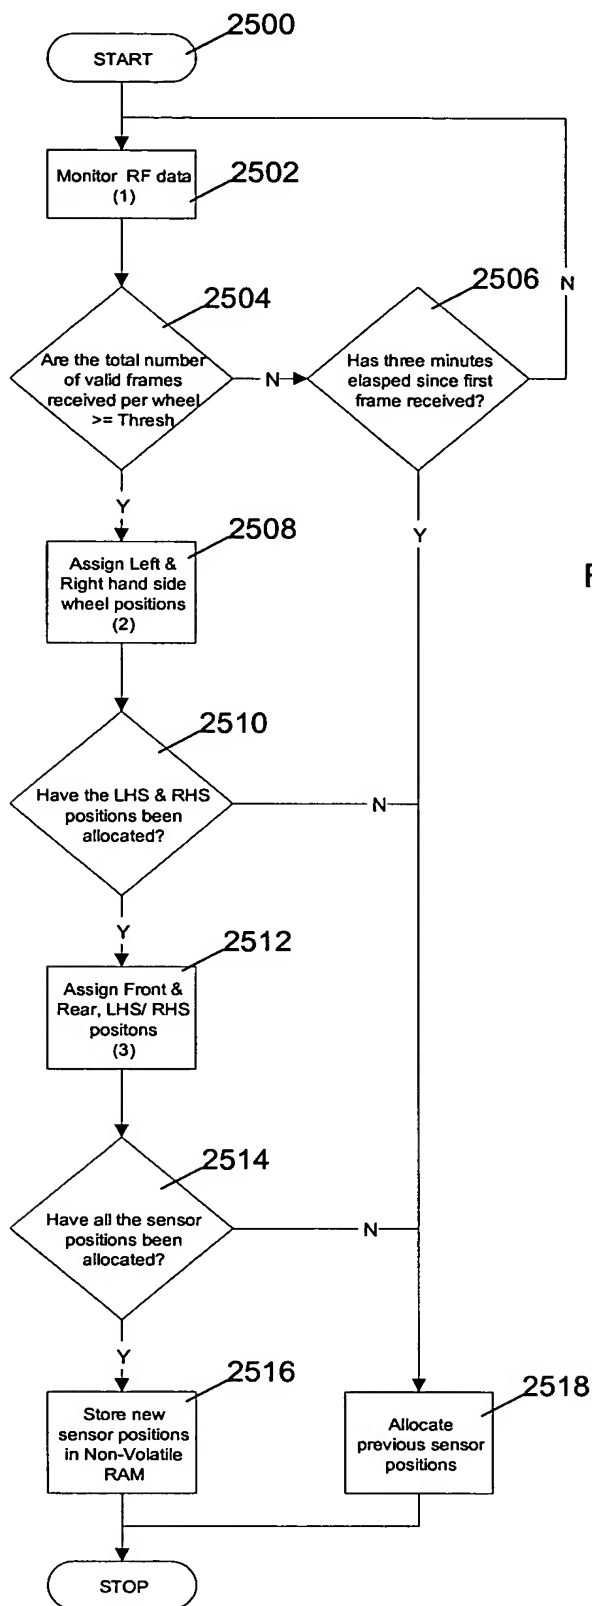 2500
START
Monitor RF data
(1)
2502
2504
Are the total number
of valid frames
received per wheel
>= Thresh
N
2506
Has three minutes
elasped since first
frame received?
N
Y
Y
2508
Assign Left &
Right hand side
wheel positions
(2)
2510
Have the LHS & RHS
positions been
allocated?
N
Y
2512
Assign Front &
Rear, LHS/ RHS
positons
(3)
2514
Have all the sensor
positions been
allocated?
N
Y
2516
Store new
sensor positions
in Non-Volatile
RAM
2518
Allocate
previous sensor
positions
STOP